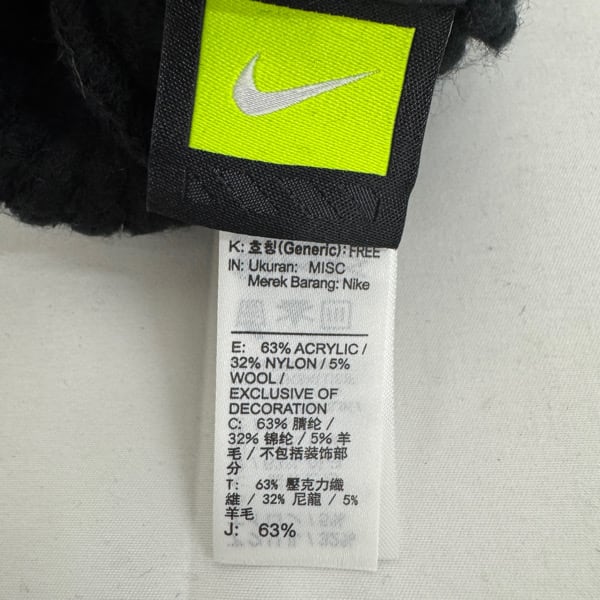 K: 호칭(Generic): FREE
IN: Ukuran: MISC
Merek Barang: Nike
E: 63% ACRYLIC /
32% NYLON / 5%
WOOL /
EXCLUSIVE OF
DECORATION
C: 63% 腈纶 /
32% 锦纶 / 5% 羊
毛 / 不包括装饰部
分
T: 63% 壓克力纖
維 / 32% 尼龍 / 5%
羊毛
J: 63%